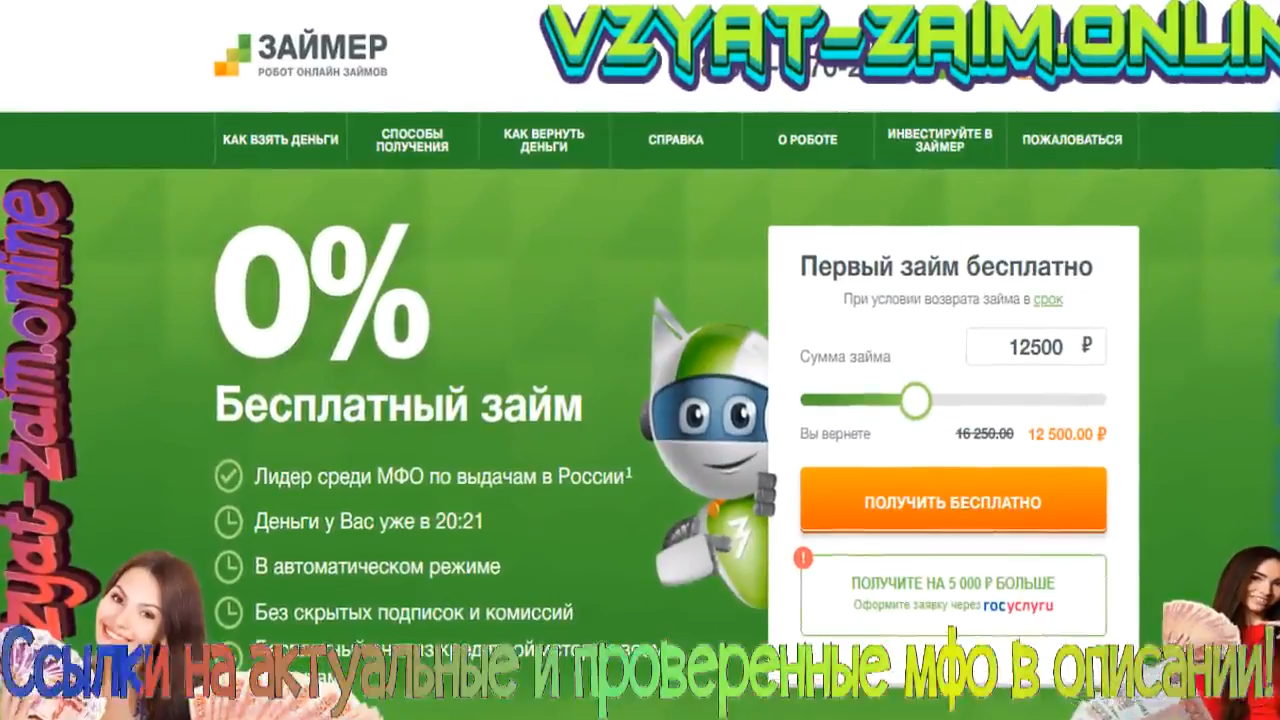 ЗАЙМЕР
РОБОТ ОНЛАЙН ЗАЙМОВ
VZYAT-ZAIM.ONLIN
КАК ВЗЯТЬ ДЕНЬГИ
СПОСОБЫ
ПОЛУЧЕНИЯ
КАК ВЕРНУТЬ
ДЕНЬГИ
СПРАВКА
О РОБОТЕ
ИНВЕСТИРУЙТЕ В
ЗАЙМЕР
ПОЖАЛОВАТЬСЯ
zyat-zaim.online
0%
Бесплатный займ
Лидер среди МФО по выдачам в России¹
Деньги у Вас уже в 20:21
В автоматическом режиме
Без скрытых подписок и комиссий
Первый займ бесплатно
При условии возврата займа в срок
Сумма займа
12500 ₽
Вы вернете
16 250.00
12 500.00 ₽
ПОЛУЧИТЬ БЕСПЛАТНО
!
ПОЛУЧИТЕ НА 5 000 ₽ БОЛЬШЕ
Оформите заявку через госуслуги
Ссылки на актуальные и проверенные мфо в описании!